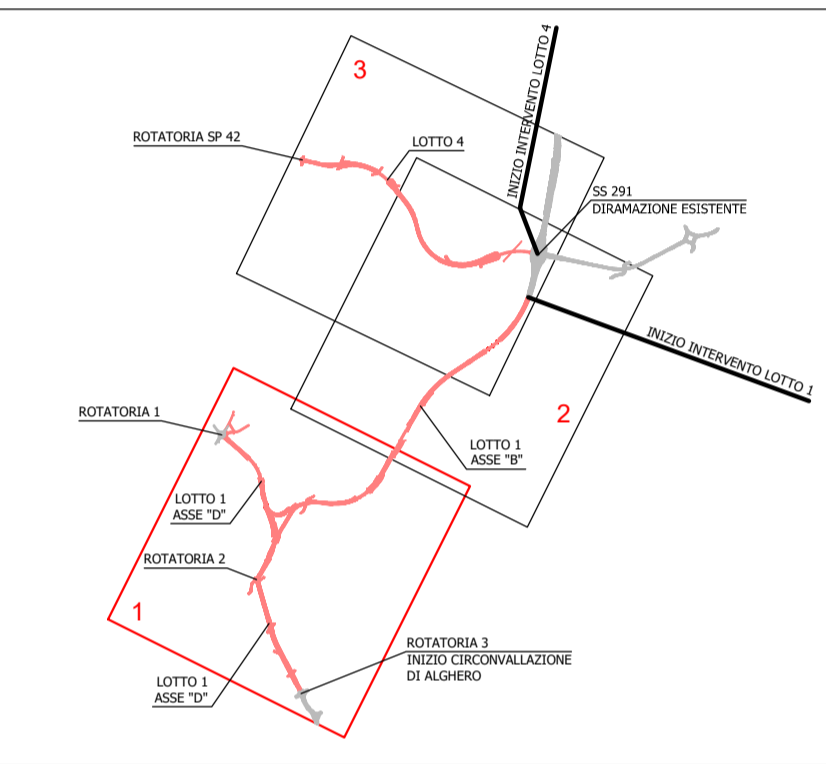 3
INIZIO INTERVENTO LOTTO 4
ROTATORIA SP 42
LOTTO 4
SS 291
DIRAMAZIONE ESISTENTE
INIZIO INTERVENTO LOTTO 1
2
ROTATORIA 1
LOTTO 1
ASSE "B"
LOTTO 1
ASSE "D"
ROTATORIA 2
1
ROTATORIA 3
INIZIO CIRCONVALLAZIONE
DI ALGHERO
LOTTO 1
ASSE "D"